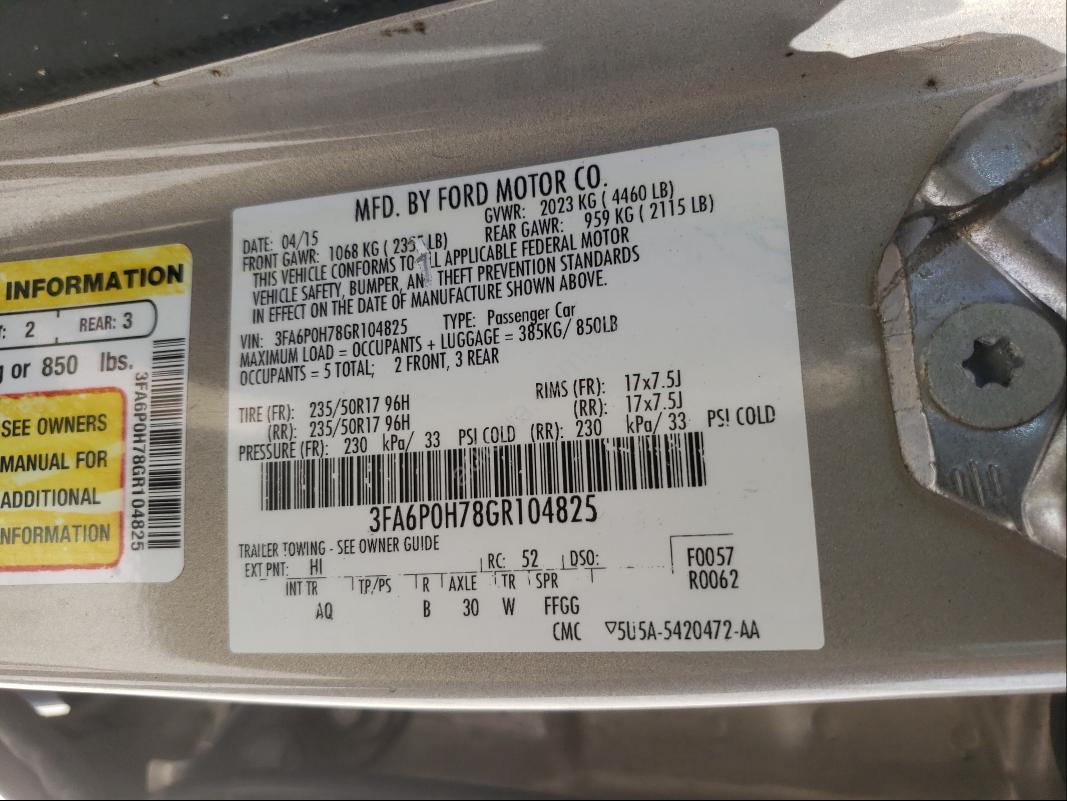 INFORMATION
: 2 REAR: 3
g or 850 lbs.
SEE OWNERS
MANUAL FOR
ADDITIONAL
INFORMATION
3FA6P0H78GR104825
MFD. BY FORD MOTOR CO.
DATE: 04/15 GVWR: 2023 KG ( 4460 LB)
FRONT GAWR: 1068 KG ( LB) REAR GAWR: 959 KG ( 2115 LB)
THIS VEHICLE CONFORMS TO ALL APPLICABLE FEDERAL MOTOR
VEHICLE SAFETY, BUMPER, AND THEFT PREVENTION STANDARDS
IN EFFECT ON THE DATE OF MANUFACTURE SHOWN ABOVE.
VIN: 3FA6P0H78GR104825 TYPE: Passenger Car
MAXIMUM LOAD = OCCUPANTS + LUGGAGE = 385KG/ 850LB
OCCUPANTS = 5 TOTAL; 2 FRONT, 3 REAR
TIRE (FR): 235/50R17 96H RIMS (FR): 17x7.5J
(RR): 235/50R17 96H (RR): 17x7.5J
PRESSURE (FR): 230 kPa/ 33 PSI COLD (RR): 230 kPa/ 33 PSI COLD
3FA6P0H78GR104825
TRAILER TOWING - SEE OWNER GUIDE
EXT PNT: HI RC: 52 DSO: F0057
INT TR TP/PS R AXLE TR SPR R0062
AQ B 30 W FFGG
CMC ▽5U5A-5420472-AA